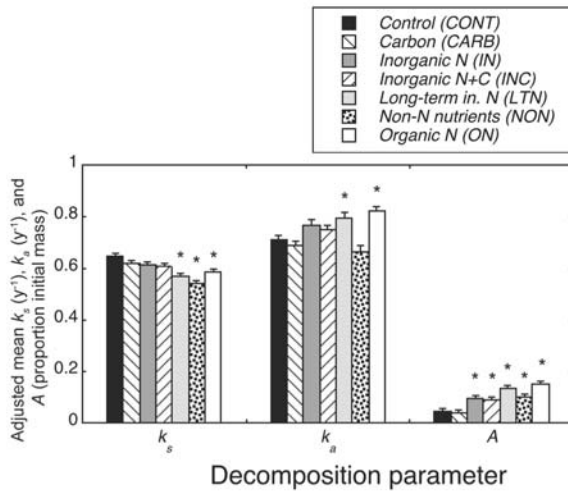 Control (CONT)
Carbon (CARB)
Inorganic N (IN)
Inorganic N+C (INC)
Long-term in. N (LTN)
Non-N nutrients (NON)
Organic N (ON)
Adjusted mean kₛ (y⁻¹), kₐ (y⁻¹), and
A (proportion initial mass)
1
0.8
0.6
0.4
0.2
0
* * *
* *
* * * * *
kₛ
kₐ
A
Decomposition parameter